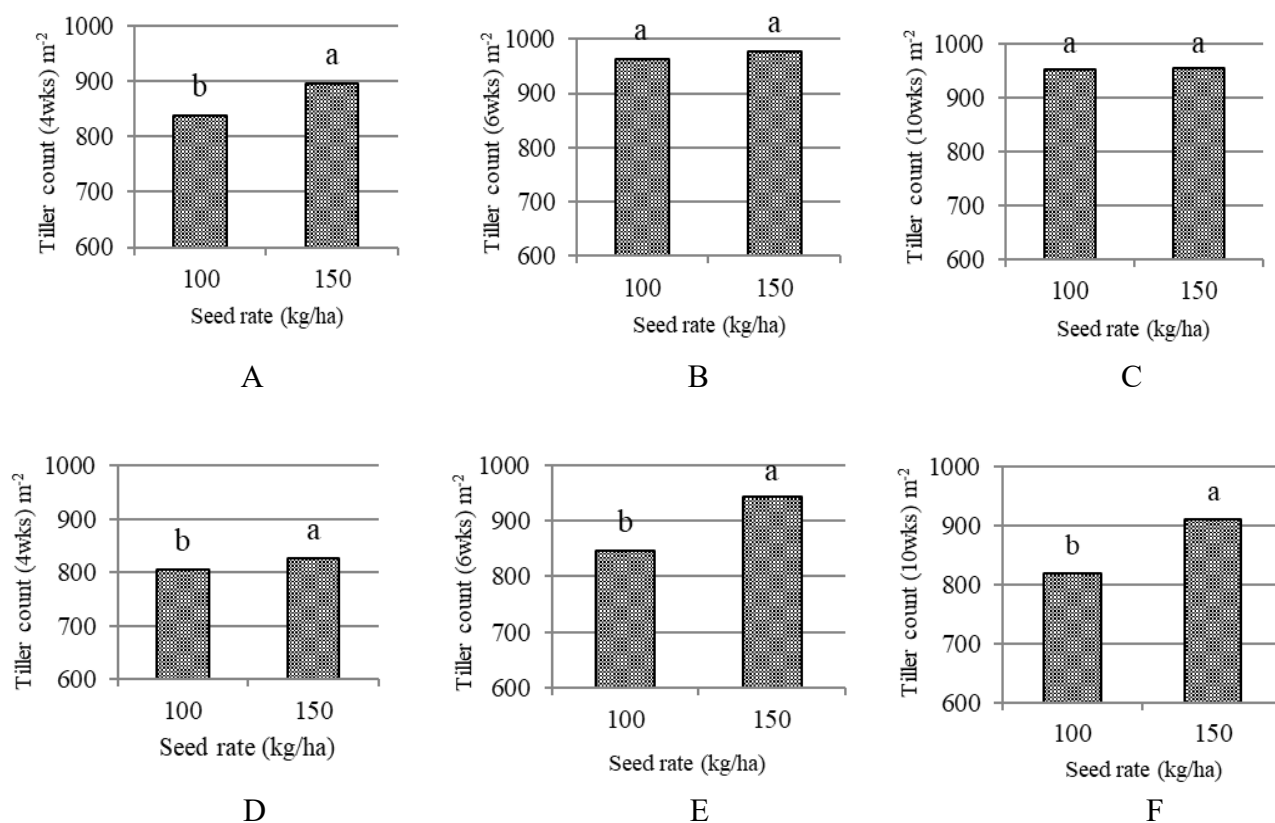 Tiller count (4wks) m⁻²
1000
900
800
700
600
b
a
100
150
Seed rate (kg/ha)
A
Tiller count (6wks) m⁻²
1000
900
800
700
600
a
a
100
150
Seed rate (kg/ha)
B
Tiller count (10wks) m⁻²
1000
900
800
700
600
a
a
100
150
Seed rate (kg/ha)
C
Tiller count (4wks) m⁻²
1000
900
800
700
600
b
a
100
150
Seed rate (kg/ha)
D
Tiller count (6wks) m⁻²
1000
900
800
700
600
b
a
100
150
Seed rate (kg/ha)
E
Tiller count (10wks) m⁻²
1000
900
800
700
600
b
a
100
150
Seed rate (kg/ha)
F